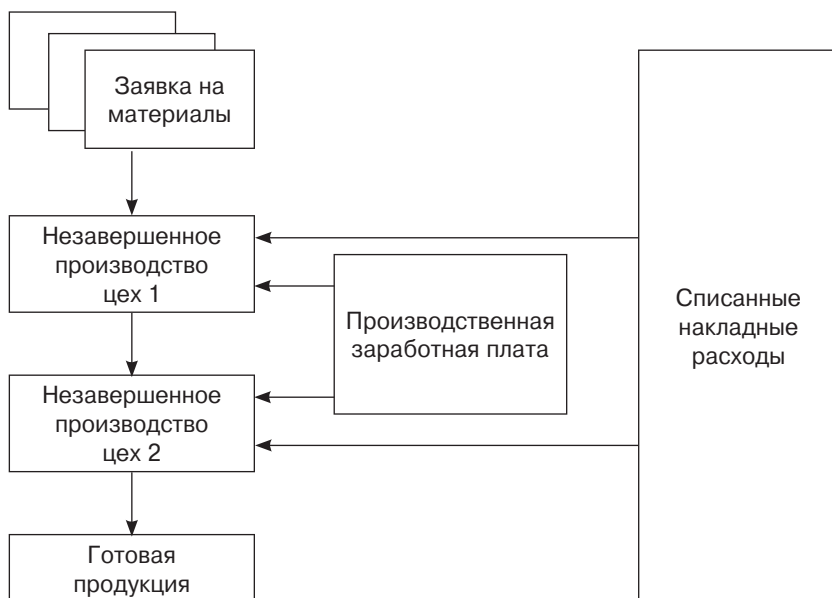 Заявка на
материалы
Незавершенное
производство
цех 1
Производственная
заработная плата
Списанные
накладные
расходы
Незавершенное
производство
цех 2
Готовая
продукция